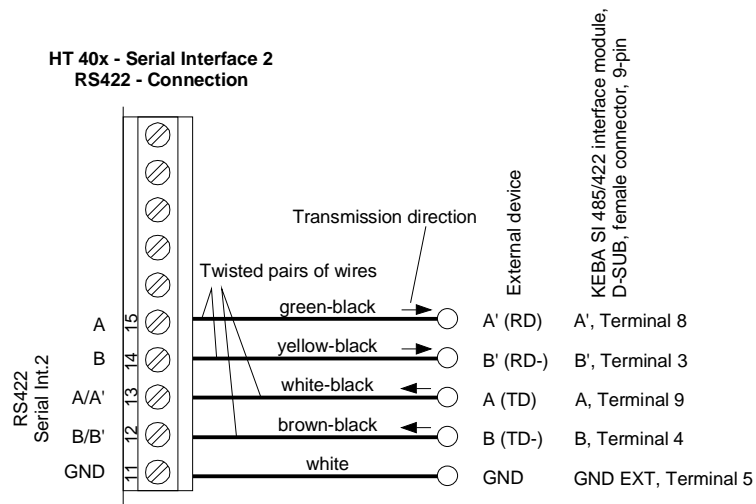 HT 40x - Serial Interface 2
RS422 - Connection
External device
KEBA SI 485/422 interface module,
D-SUB, female connector, 9-pin
Transmission direction
Twisted pairs of wires
RS422
Serial Int.2
A 15 green-black A' (RD) A', Terminal 8
B 14 yellow-black B' (RD-) B', Terminal 3
A/A' 13 white-black A (TD) A, Terminal 9
B/B' 12 brown-black B (TD-) B, Terminal 4
GND 11 white GND GND EXT, Terminal 5